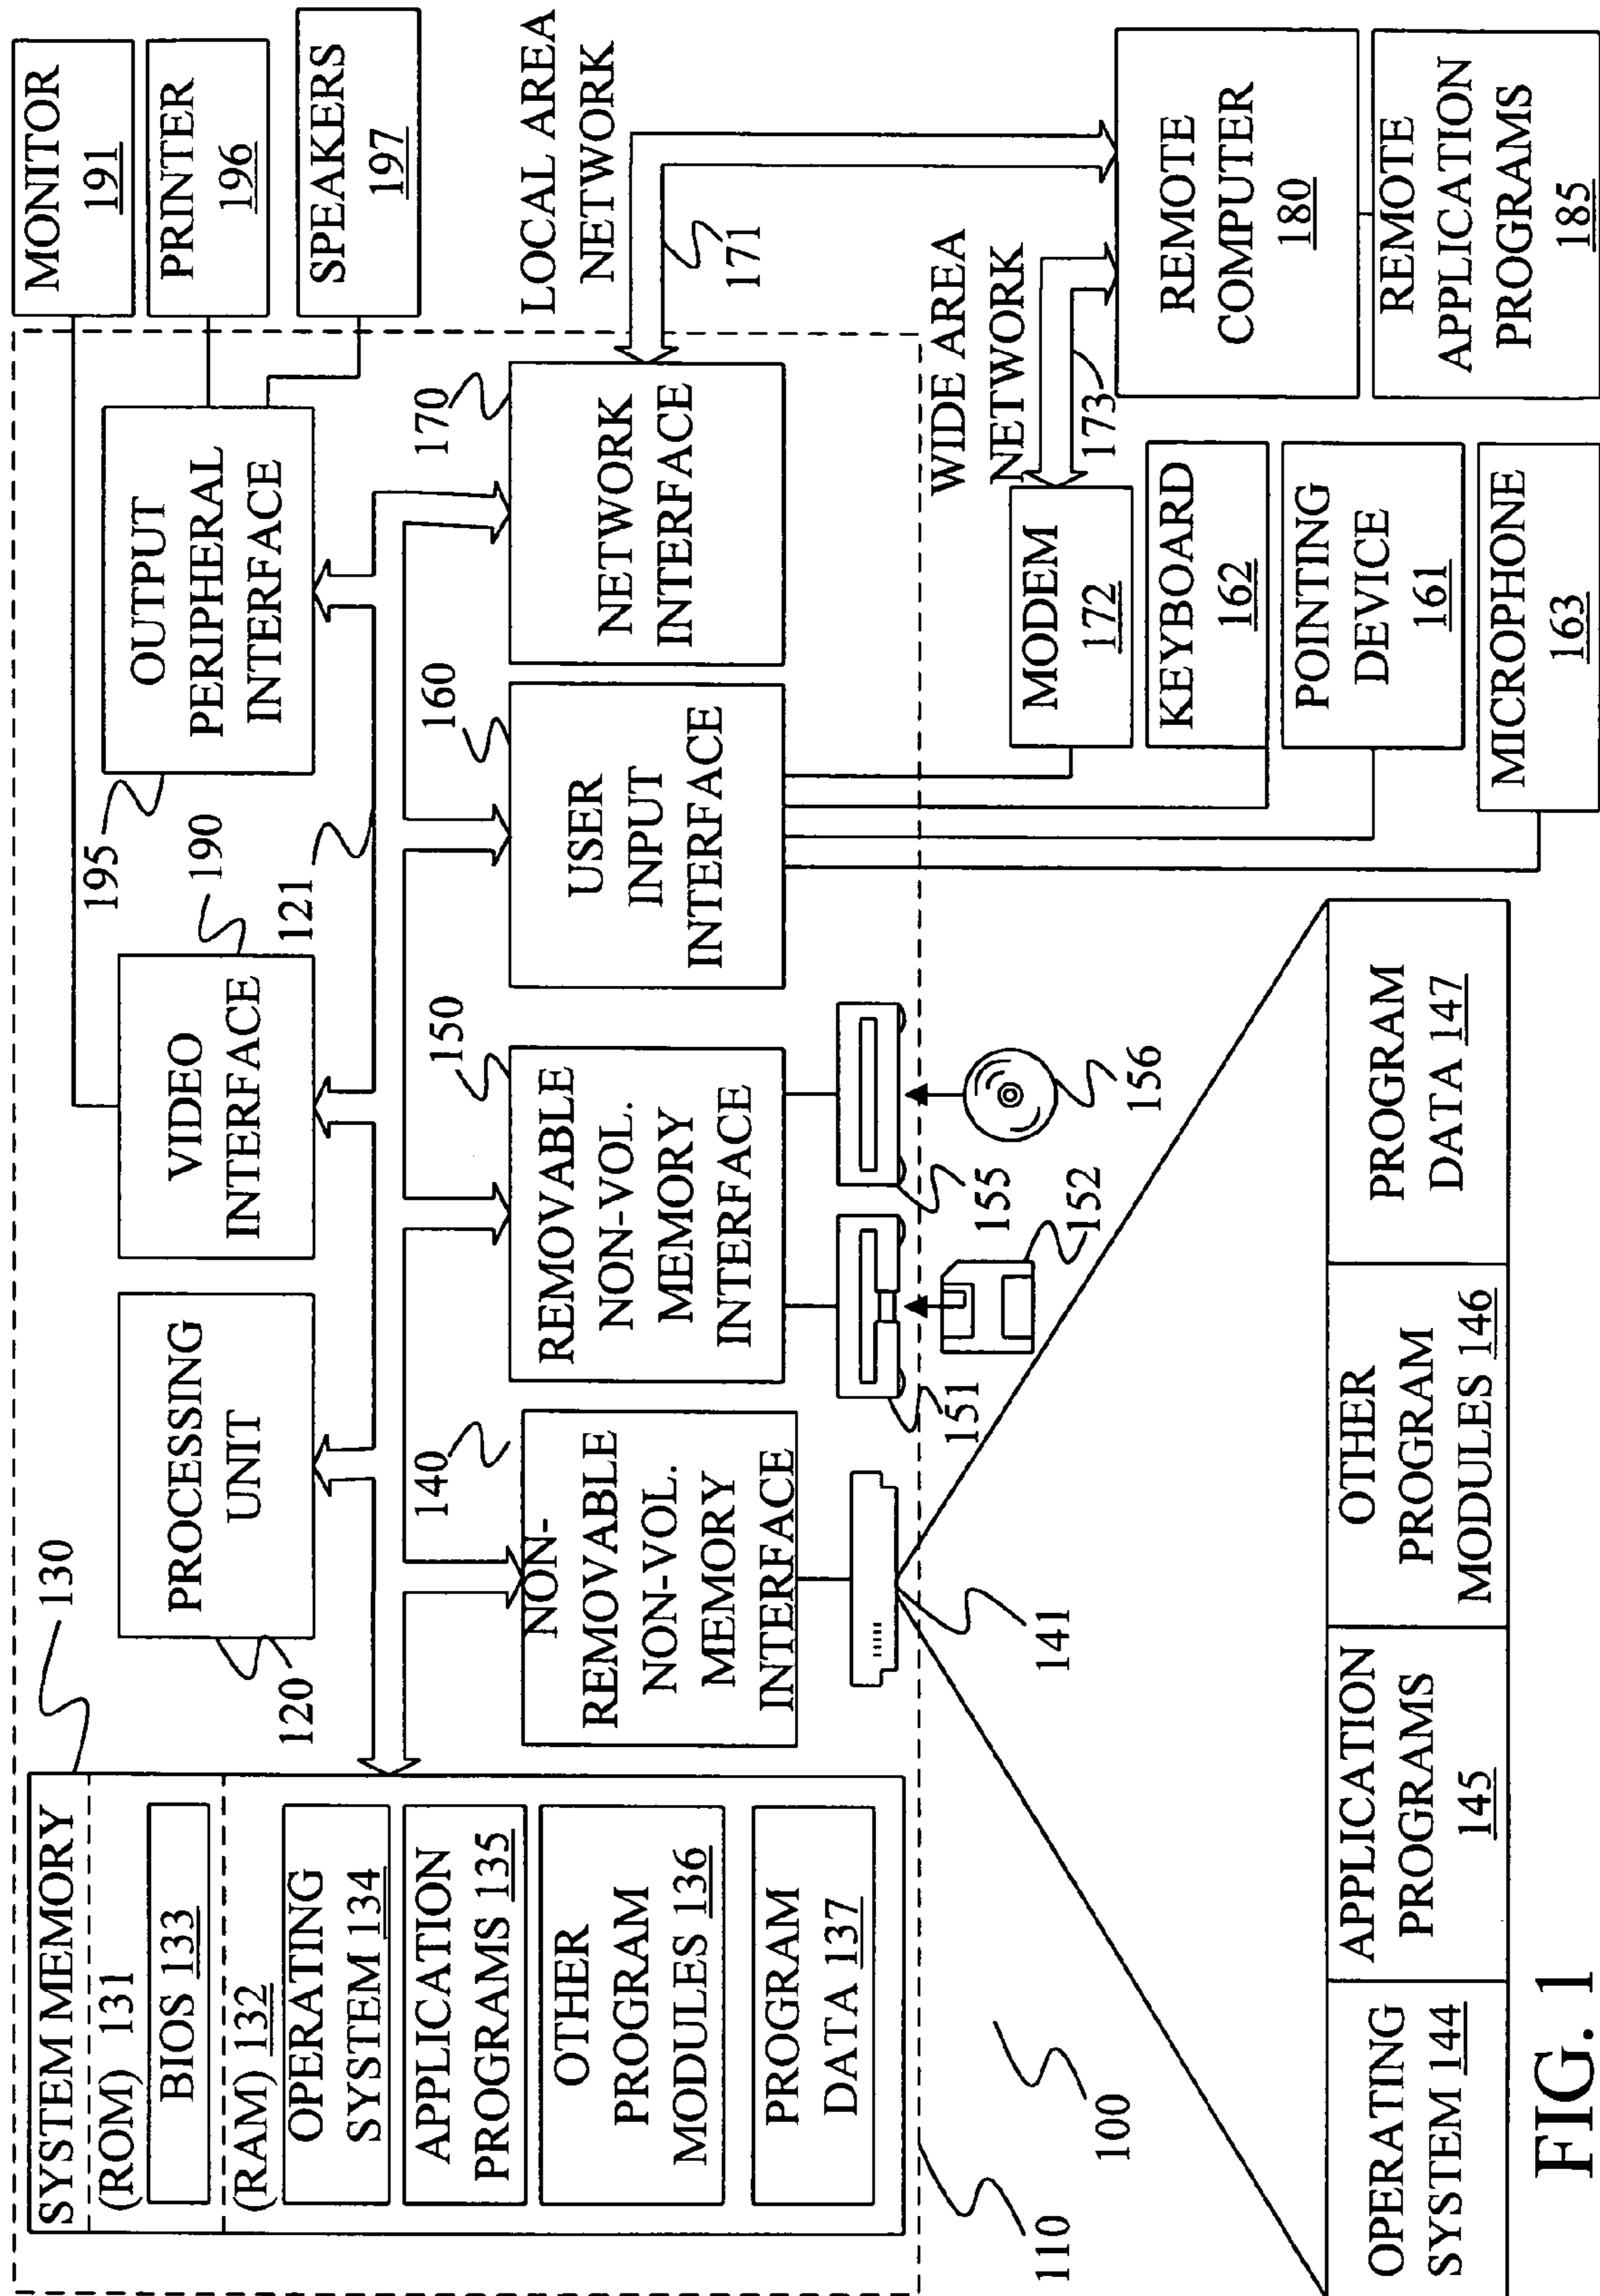 SYSTEM MEMORY
(ROM) 131
BIOS 133
(RAM) 132
OPERATING
SYSTEM 134
APPLICATION
PROGRAMS 135
OTHER
PROGRAM
MODULES 136
PROGRAM
DATA 137
130
PROCESSING
UNIT
120
VIDEO
INTERFACE
190
121
195
OUTPUT
PERIPHERAL
INTERFACE
MONITOR
191
PRINTER
196
SPEAKERS
197
140
NON-
REMOVABLE
NON-VOL.
MEMORY
INTERFACE
150
REMOVABLE
NON-VOL.
MEMORY
INTERFACE
160
USER
INPUT
INTERFACE
170
NETWORK
INTERFACE
LOCAL AREA
NETWORK
171
WIDE AREA
NETWORK
173
141
151
155
152
156
MODEM
172
KEYBOARD
162
POINTING
DEVICE
161
MICROPHONE
163
REMOTE
COMPUTER
180
REMOTE
APPLICATION
PROGRAMS
185
110
100
OPERATING
SYSTEM 144
APPLICATION
PROGRAMS
145
OTHER
PROGRAM
MODULES 146
PROGRAM
DATA 147
FIG. 1